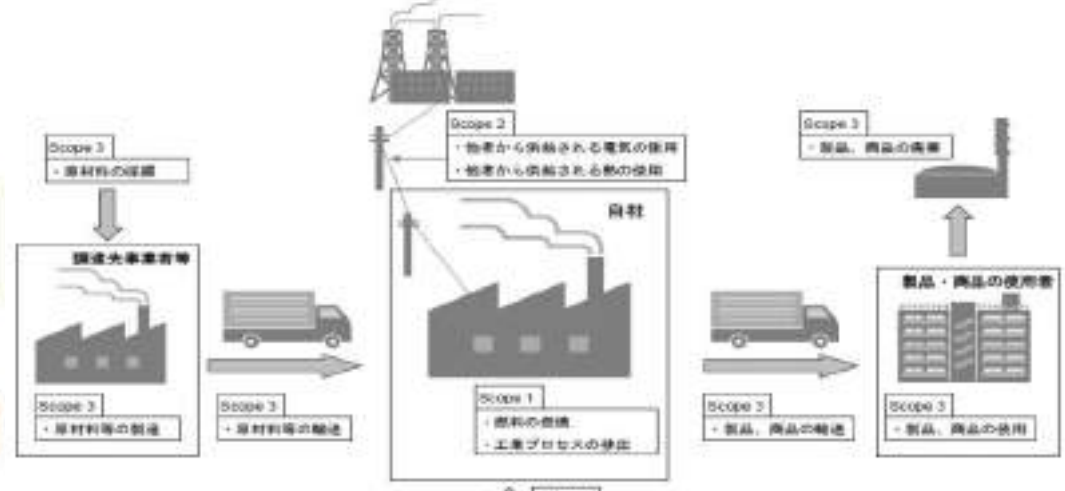 Scope 3
・原材料の採掘
調達先事業者等
Scope 3
・原材料等の製造
Scope 3
・原材料等の輸送
Scope 2
・他者から供給される電気の使用
・他者から供給される熱の使用
自社
Scope 1
・燃料の燃焼
・工業プロセスの排出
Scope 3
・製品、商品の輸送
製品・商品の使用者
Scope 3
・製品、商品の使用
Scope 3
・製品、商品の廃棄